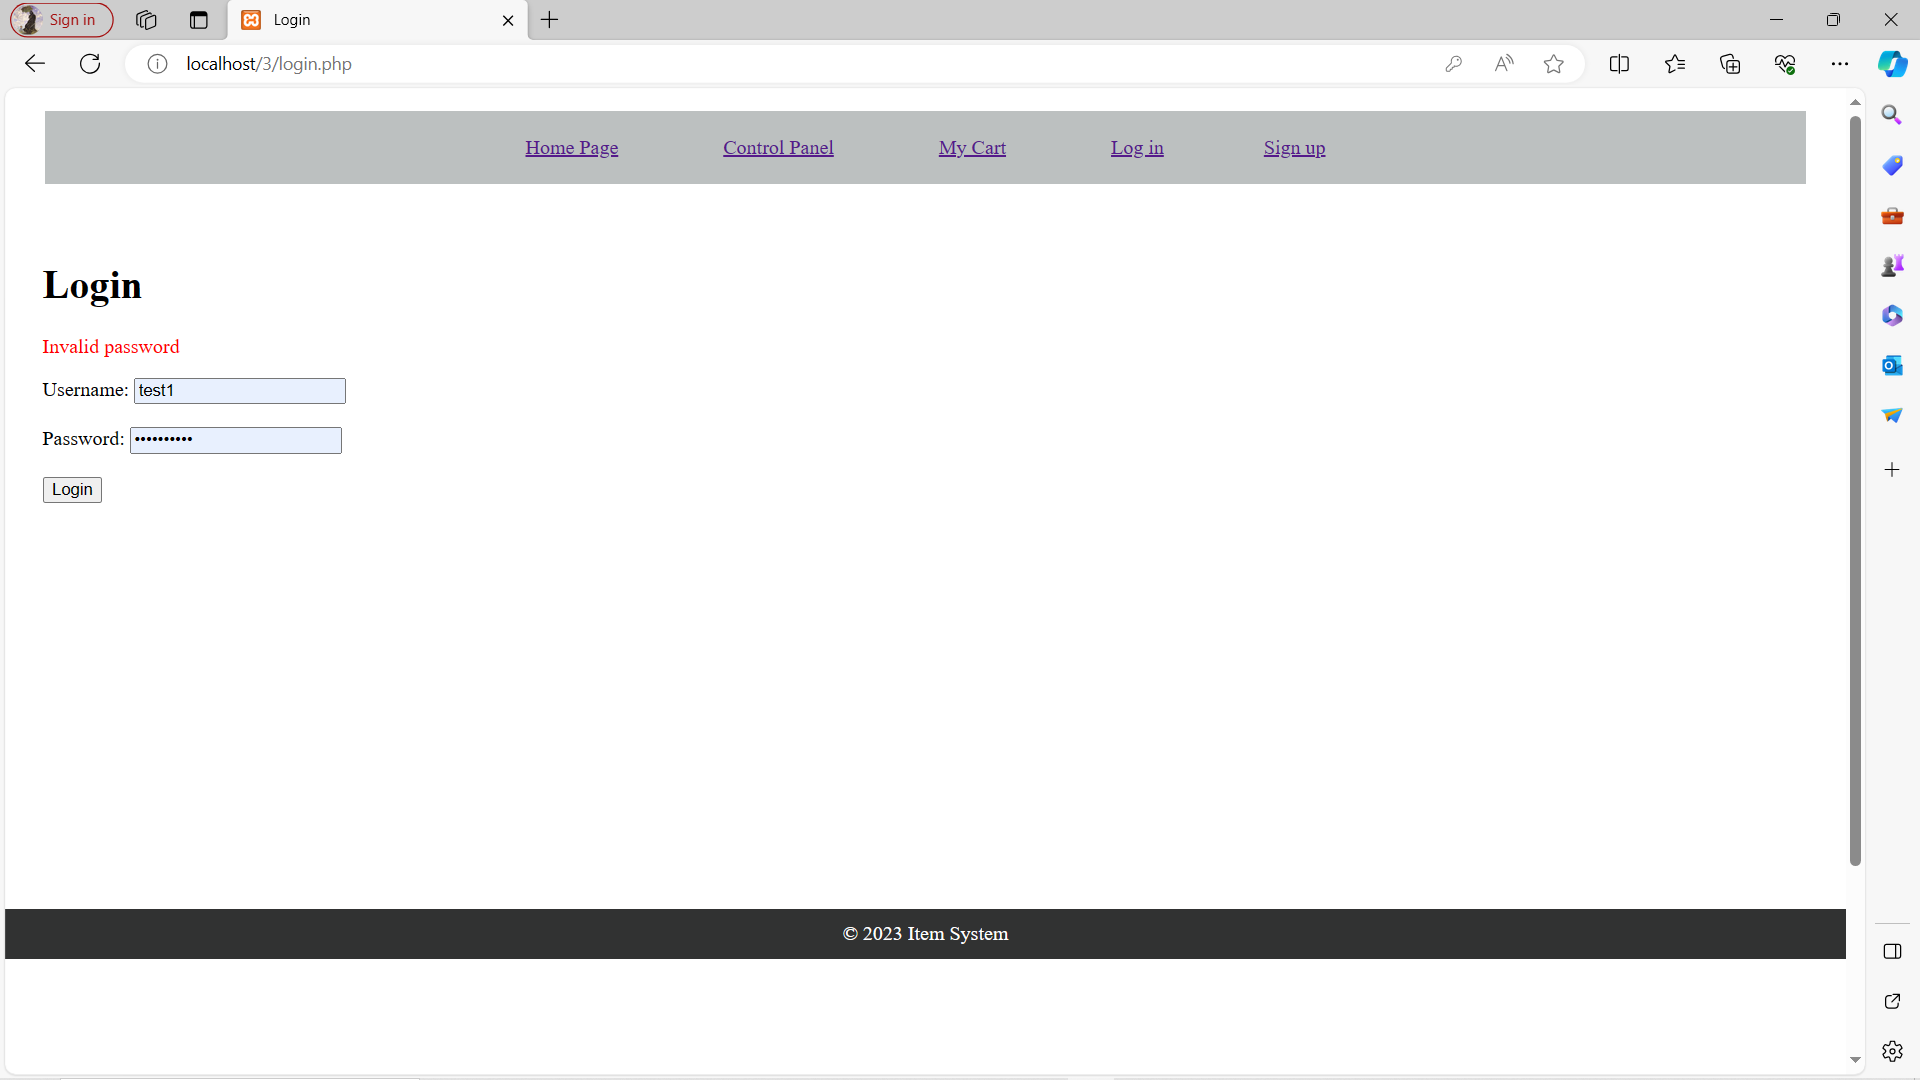 Sign in
Login
localhost/3/login.php
Home Page Control Panel My Cart Log in Sign up
Login
Invalid password
Username: test1
Password: ••••••••••
Login
© 2023 Item System